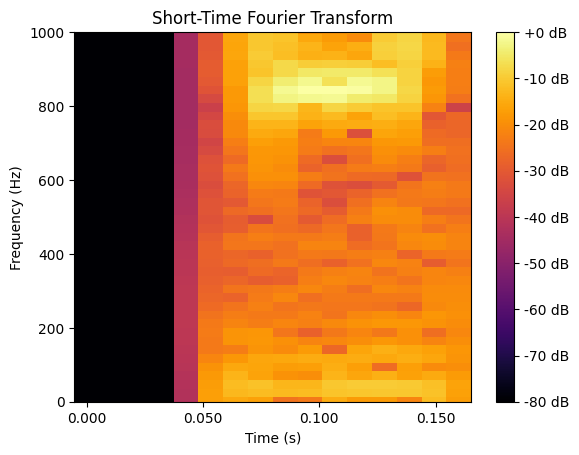 Short-Time Fourier Transform
Frequency (Hz)
1000
800
600
400
200
0
0.000
0.050
0.100
0.150
Time (s)
+0 dB
-10 dB
-20 dB
-30 dB
-40 dB
-50 dB
-60 dB
-70 dB
-80 dB